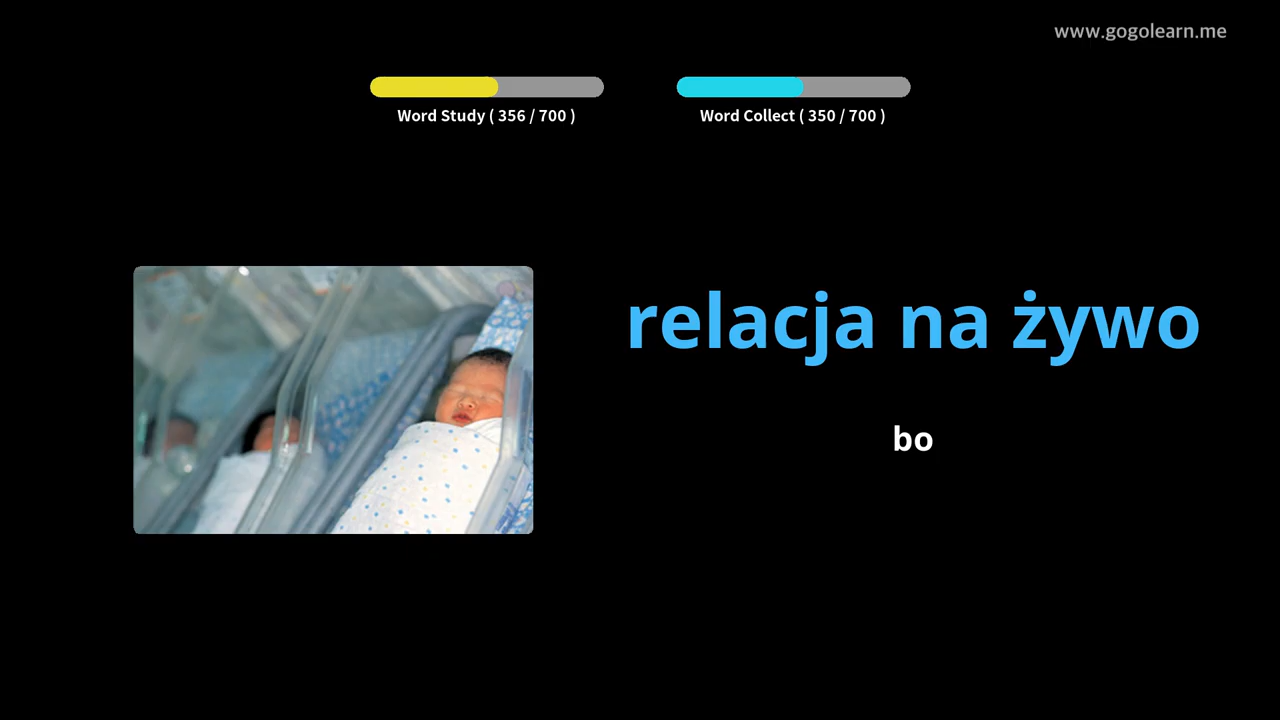 www.gogolearn.me
Word Study ( 356 / 700 )
Word Collect ( 350 / 700 )
relacja na żywo
bo